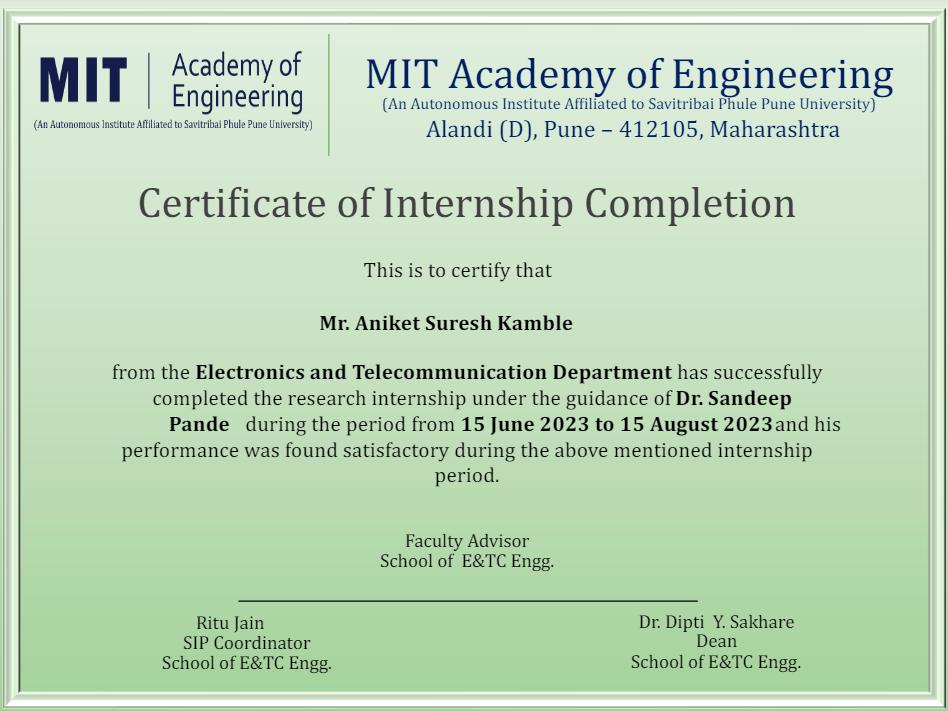 MIT
Academy of
Engineering
(An Autonomous Institute Affiliated to Savitribai Phule Pune University)
MIT Academy of Engineering
(An Autonomous Institute Affiliated to Savitribai Phule Pune University)
Alandi (D), Pune – 412105, Maharashtra
Certificate of Internship Completion
This is to certify that
Mr. Aniket Suresh Kamble
from the Electronics and Telecommunication Department has successfully
completed the research internship under the guidance of Dr. Sandeep
Pande during the period from 15 June 2023 to 15 August 2023 and his
performance was found satisfactory during the above mentioned internship
period.
Faculty Advisor
School of E&TC Engg.
Ritu Jain
SIP Coordinator
School of E&TC Engg.
Dr. Dipti Y. Sakhare
Dean
School of E&TC Engg.